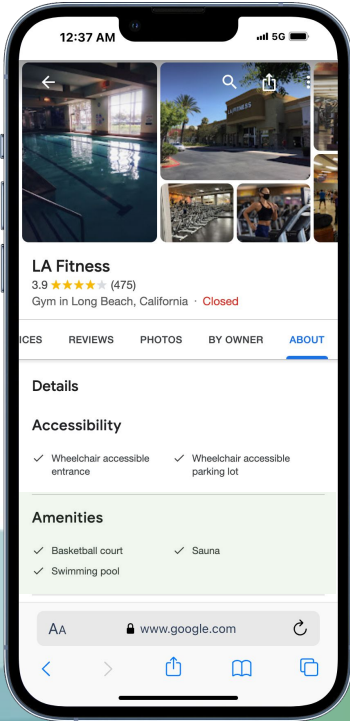 12:37 AM
5G
LA FITNESS
LA Fitness
3.9 (475)
Gym in Long Beach, California · Closed
ICES REVIEWS PHOTOS BY OWNER ABOUT
Details
Accessibility
Wheelchair accessible entrance
Wheelchair accessible parking lot
Amenities
Basketball court
Sauna
Swimming pool
AA www.google.com